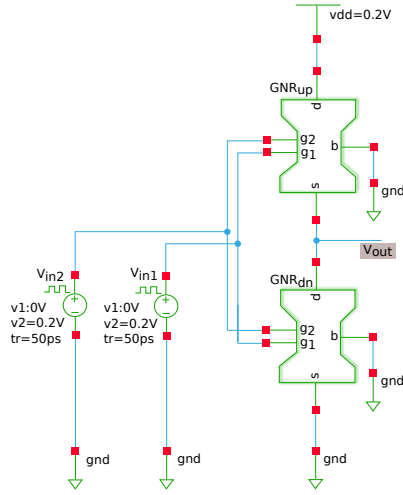 vdd=0.2V
GNRup
d
g2
g1
b
s
gnd
Vout
Vin2
Vin1
v1:0V
v2=0.2V
tr=50ps
v1:0V
v2=0.2V
tr=50ps
GNRdn
d
g2
g1
b
s
gnd
gnd
gnd
gnd